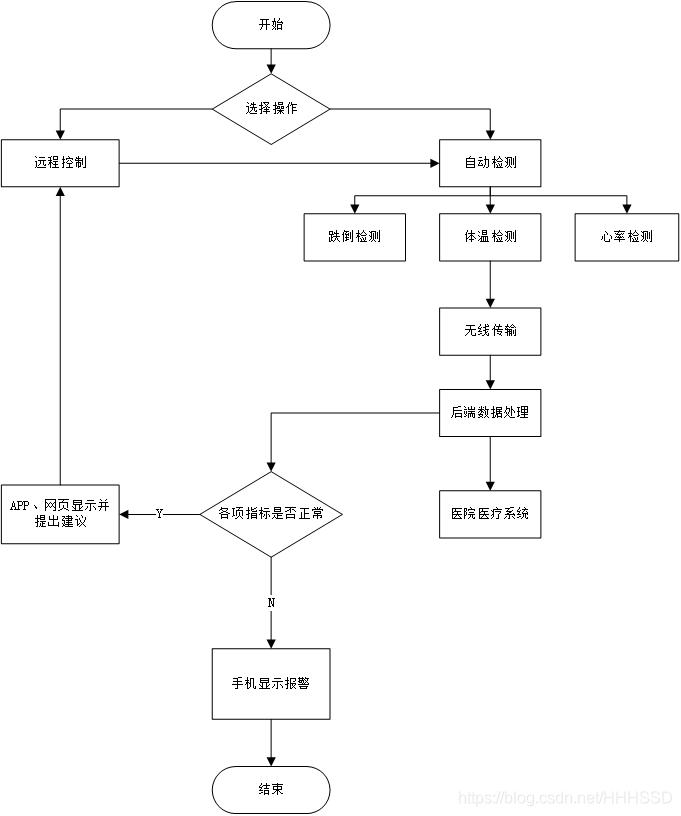 开始
选择操作
远程控制
自动检测
跌倒检测
体温检测
心率检测
无线传输
后端数据处理
APP、网页显示并
提出建议
Y
各项指标是否正常
医院医疗系统
N
手机显示报警
结束
https://blog.csdn.net/HHHSSD